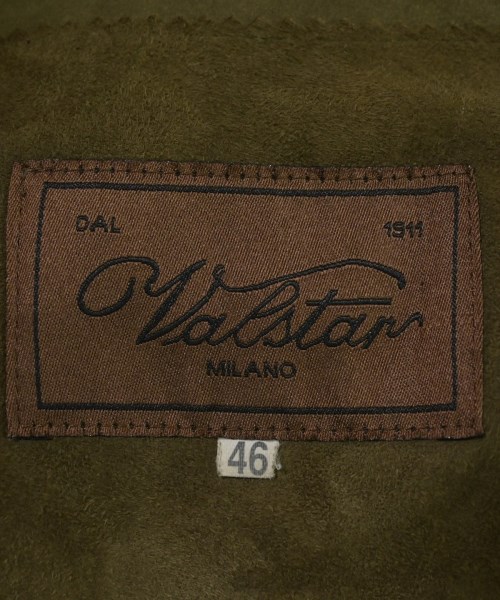 DAL 1911
Valstar
MILANO
46